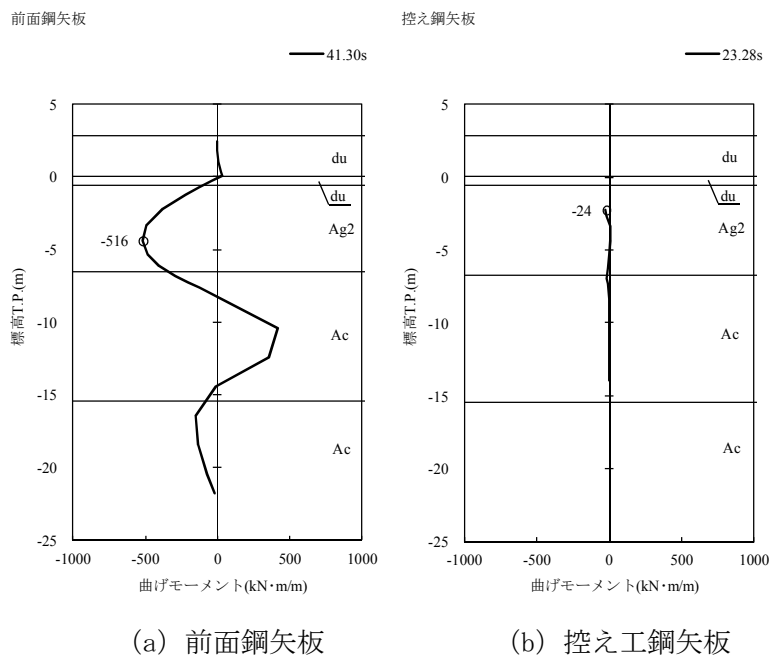 前面鋼矢板
41.30s
5
0
-5
-10
-15
-20
-25
標高T.P.(m)
du
du
Ag2
-516
Ac
Ac
-1000 -500 0 500 1000
曲げモーメント(kN･m/m)
(a) 前面鋼矢板
控え鋼矢板
23.28s
5
0
-5
-10
-15
-20
-25
標高T.P.(m)
du
du
Ag2
-24
Ac
Ac
-1000 -500 0 500 1000
曲げモーメント(kN･m/m)
(b) 控え工鋼矢板